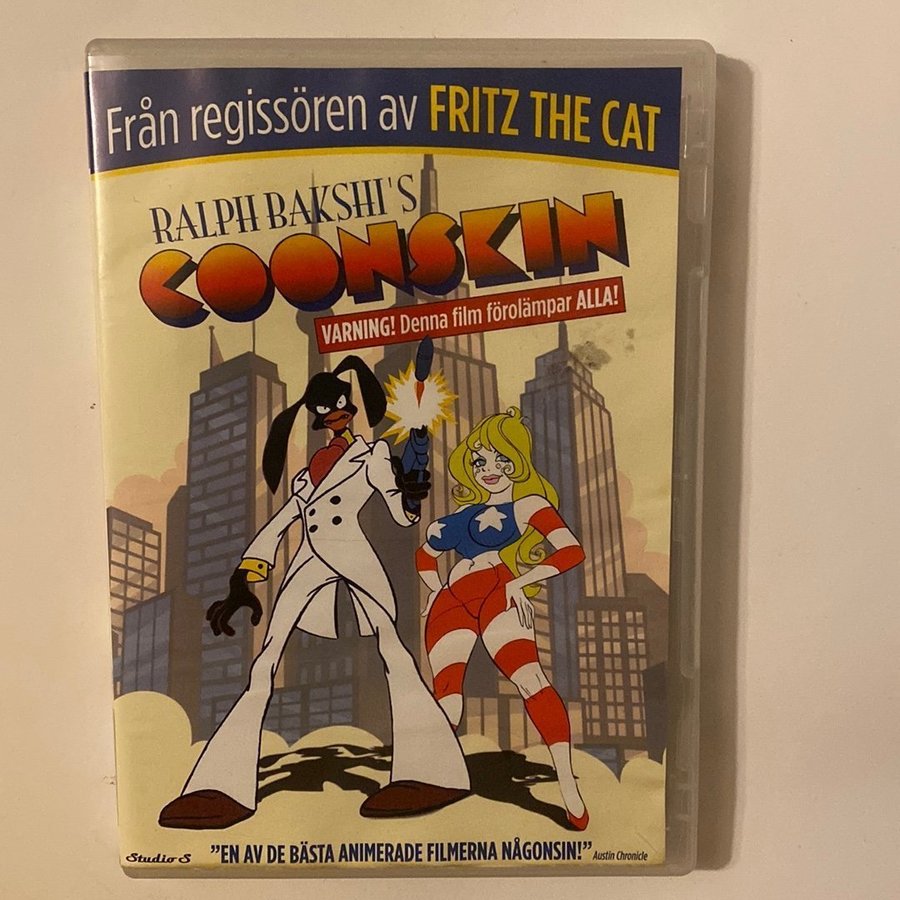 Från regissören av FRITZ THE CAT
RALPH BAKSHI'S
COONSKIN
VARNING! Denna film förolämpar ALLA!
Studio S
"EN AV DE BÄSTA ANIMERADE FILMERNA NÅGONSIN!" Austin Chronicle